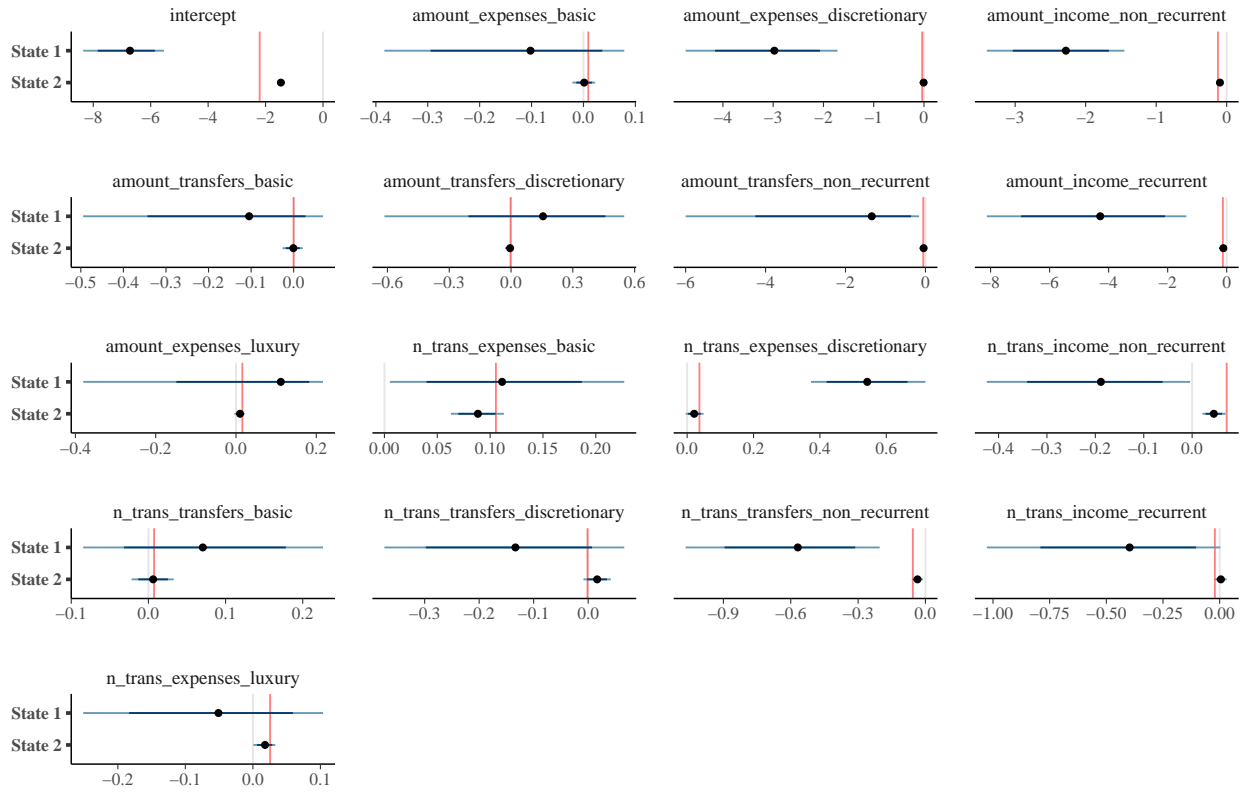 intercept amount_expenses_basic amount_expenses_discretionary amount_income_non_recurrent
State 1
State 2
−8 −6 −4 −2 0 −0.4 −0.3 −0.2 −0.1 0.0 0.1 −4 −3 −2 −1 0 −3 −2 −1 0
amount_transfers_basic amount_transfers_discretionary amount_transfers_non_recurrent amount_income_recurrent
State 1
State 2
−0.5 −0.4 −0.3 −0.2 −0.1 0.0 −0.6 −0.3 0.0 0.3 0.6 −6 −4 −2 0 −8 −6 −4 −2 0
amount_expenses_luxury n_trans_expenses_basic n_trans_expenses_discretionary n_trans_income_non_recurrent
State 1
State 2
−0.4 −0.2 0.0 0.2 0.00 0.05 0.10 0.15 0.20 0.0 0.2 0.4 0.6 −0.4 −0.3 −0.2 −0.1 0.0
n_trans_transfers_basic n_trans_transfers_discretionary n_trans_transfers_non_recurrent n_trans_income_recurrent
State 1
State 2
−0.1 0.0 0.1 0.2 −0.3 −0.2 −0.1 0.0 −0.9 −0.6 −0.3 0.0 −1.00 −0.75 −0.50 −0.25 0.00
n_trans_expenses_luxury
State 1
State 2
−0.2 −0.1 0.0 0.1